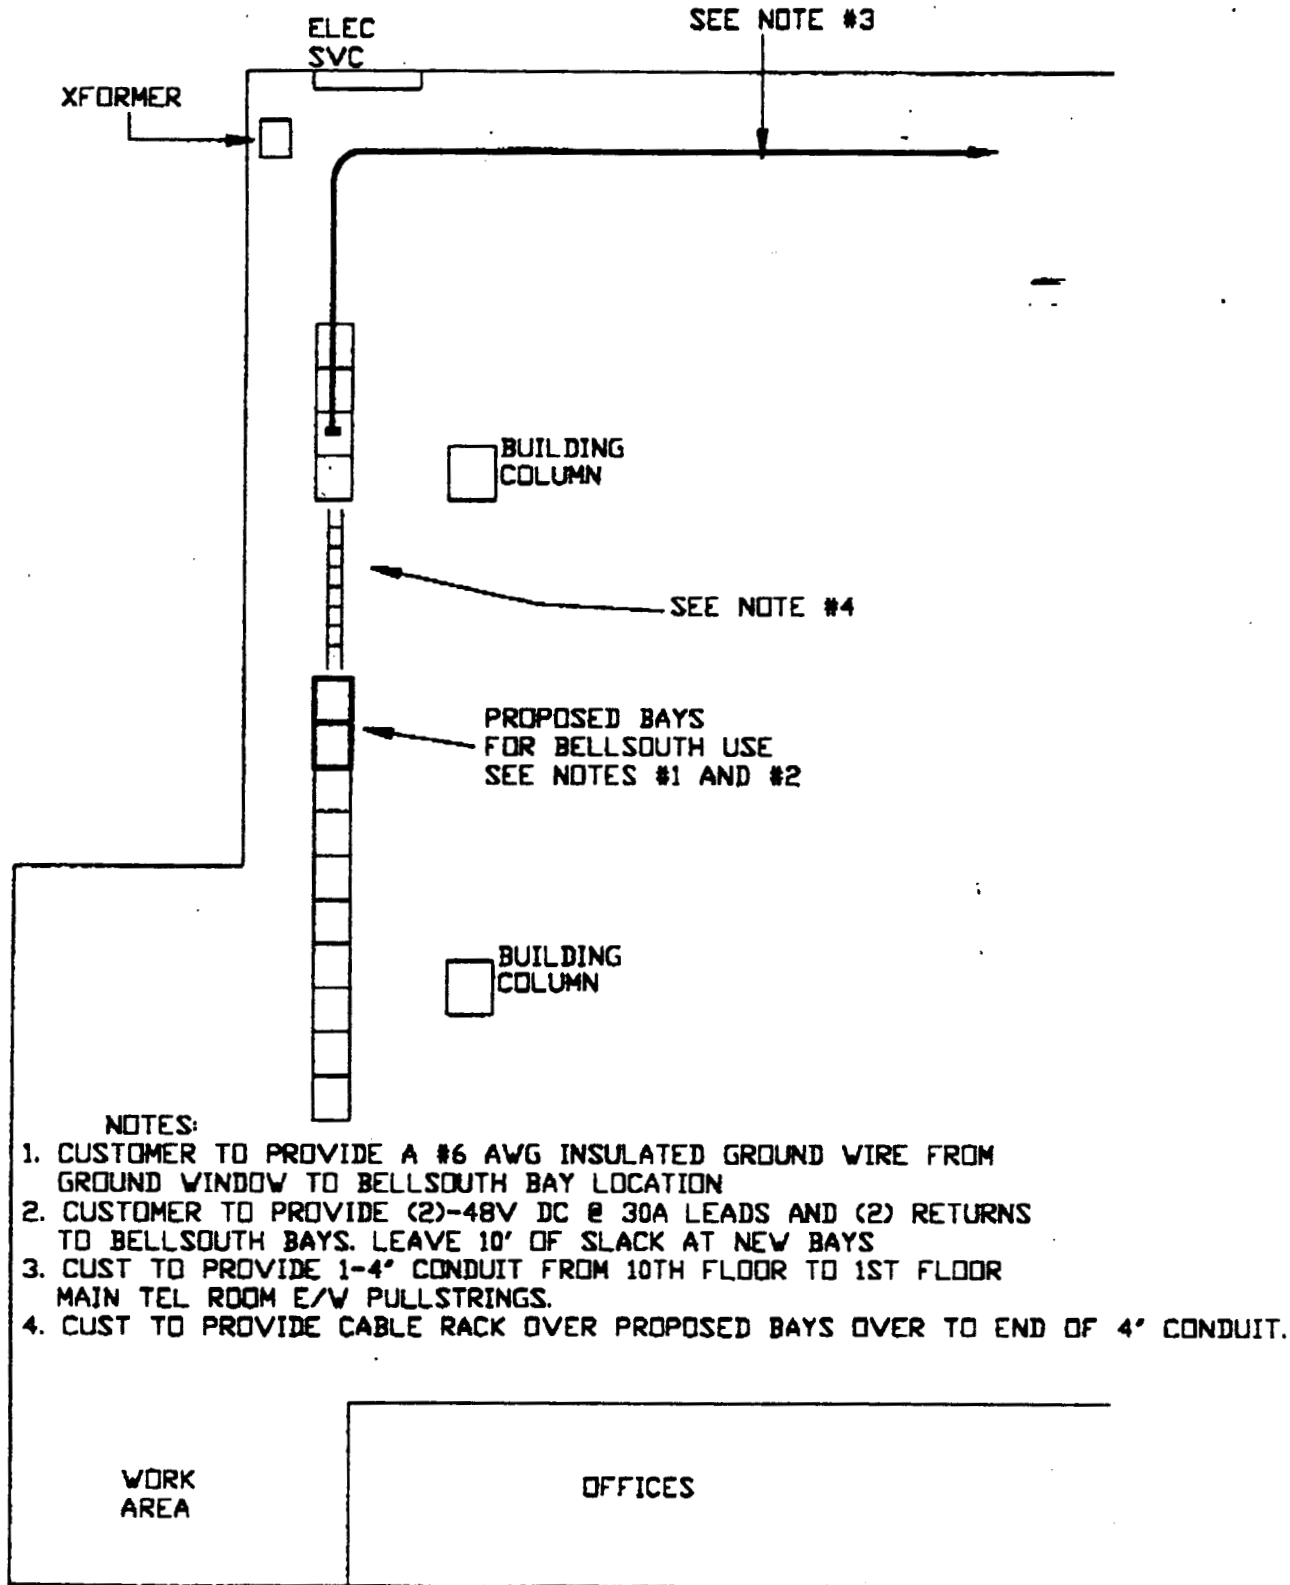 SEE NOTE #3
ELEC
SVC
XFORMER
BUILDING
COLUMN
SEE NOTE #4
PROPOSED BAYS
FOR BELLSOUTH USE
SEE NOTES #1 AND #2
BUILDING
COLUMN
NOTES:
1. CUSTOMER TO PROVIDE A #6 AWG INSULATED GROUND WIRE FROM
GROUND WINDOW TO BELLSOUTH BAY LOCATION
2. CUSTOMER TO PROVIDE (2)-48V DC @ 30A LEADS AND (2) RETURNS
TO BELLSOUTH BAYS. LEAVE 10' OF SLACK AT NEW BAYS
3. CUST TO PROVIDE 1-4" CONDUIT FROM 10TH FLOOR TO 1ST FLOOR
MAIN TEL ROOM E/W PULLSTRINGS.
4. CUST TO PROVIDE CABLE RACK OVER PROPOSED BAYS OVER TO END OF 4" CONDUIT.
WORK
AREA
OFFICES